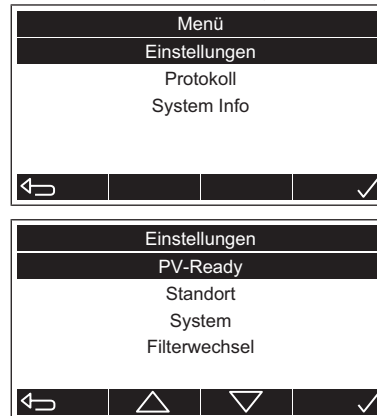 Menü
Einstellungen
Protokoll
System Info
Einstellungen
PV-Ready
Standort
System
Filterwechsel